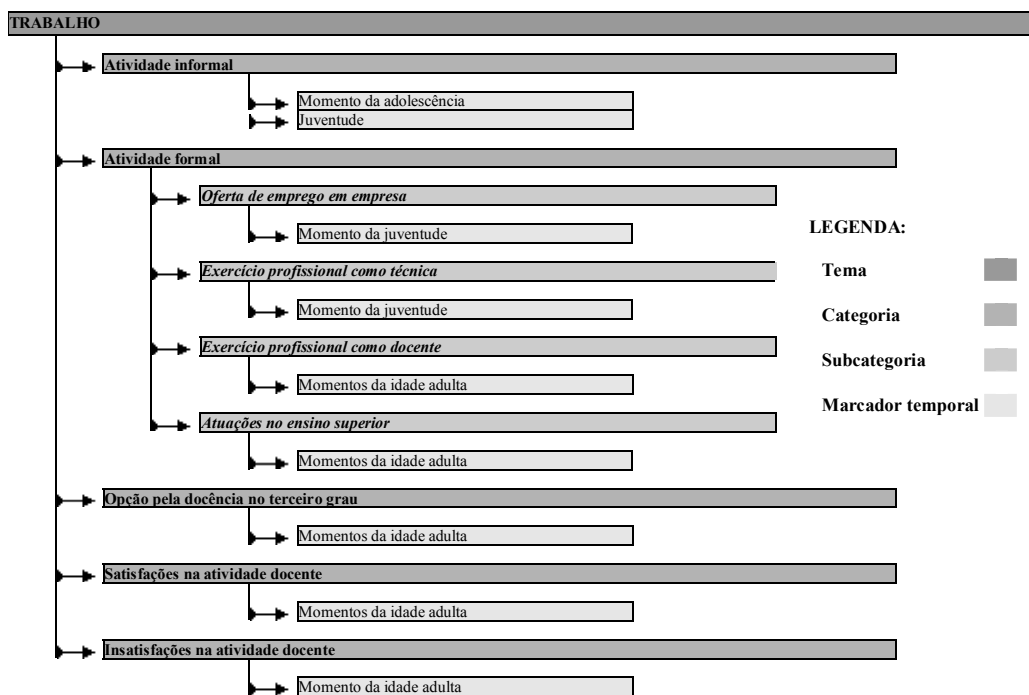 TRABALHO
Atividade informal
Momento da adolescência
Juventude
Atividade formal
Oferta de emprego em empresa
Momento da juventude
Exercício profissional como técnica
Momento da juventude
Exercício profissional como docente
Momentos da idade adulta
Atuações no ensino superior
Momentos da idade adulta
Opção pela docência no terceiro grau
Momentos da idade adulta
Satisfações na atividade docente
Momentos da idade adulta
Insatisfações na atividade docente
Momento da idade adulta
LEGENDA:
Tema
Categoria
Subcategoria
Marcador temporal